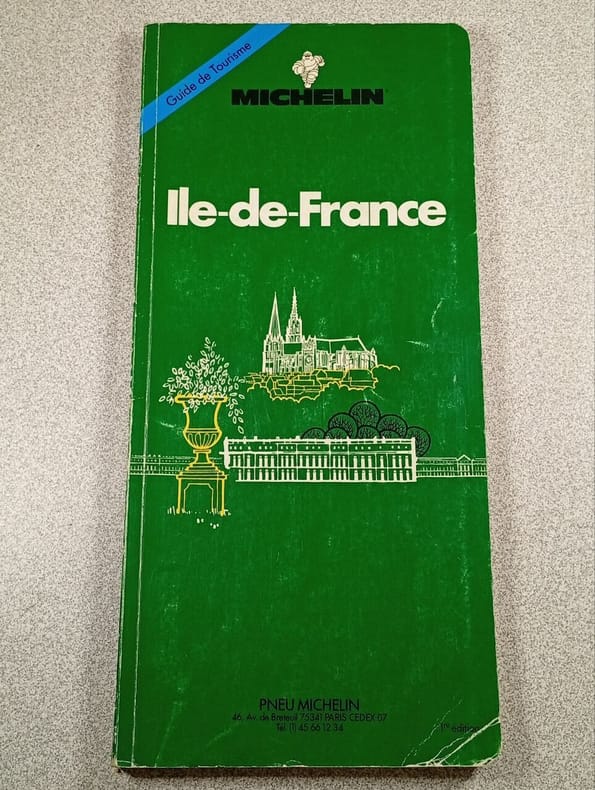 Guide de Tourisme
MICHELIN
Ile-de-France
PNEU MICHELIN
46, Av. de Breteuil 75341 PARIS CEDEX 07
Tél. (1) 45 66 12 34
1re édition